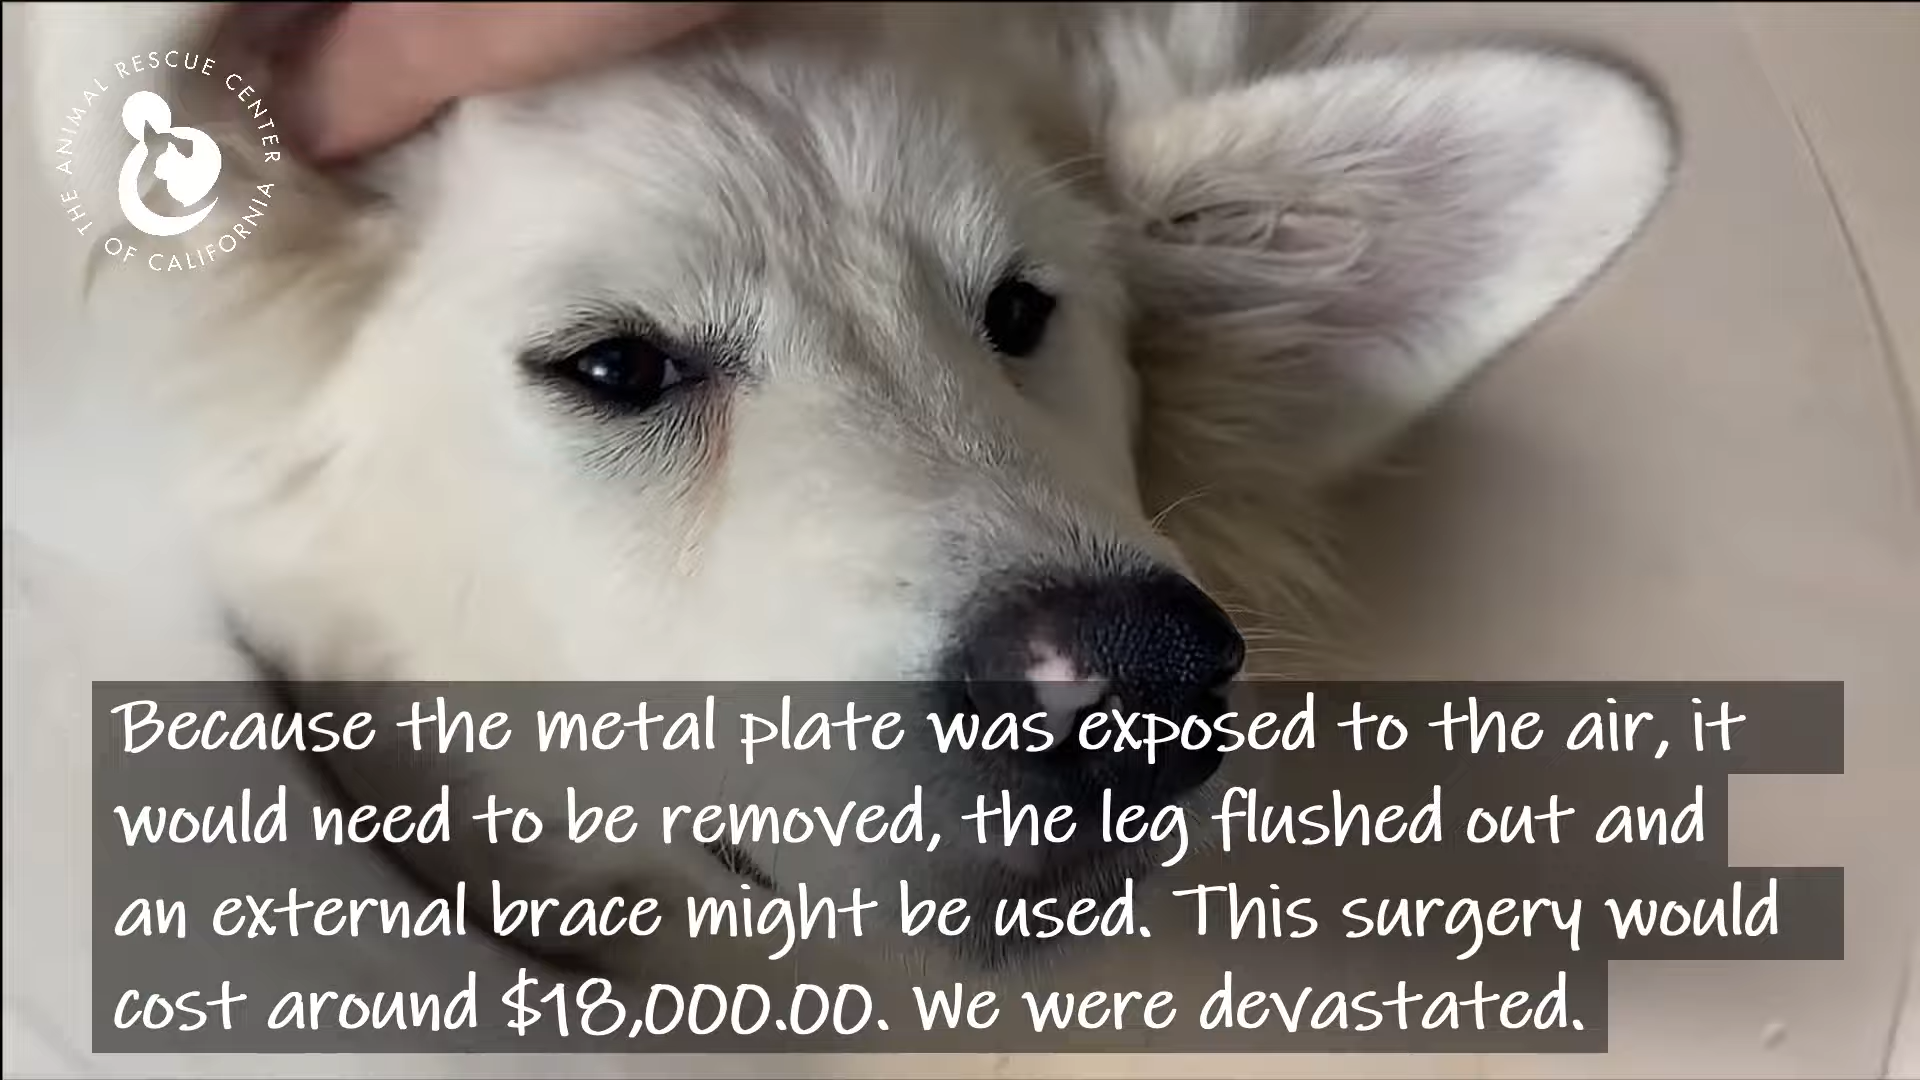 THE ANIMAL RESCUE CENTER OF CALIFORNIA
Because the metal plate was exposed to the air, it
would need to be removed, the leg flushed out and
an external brace might be used. This surgery would
cost around $18,000.00. We were devastated.